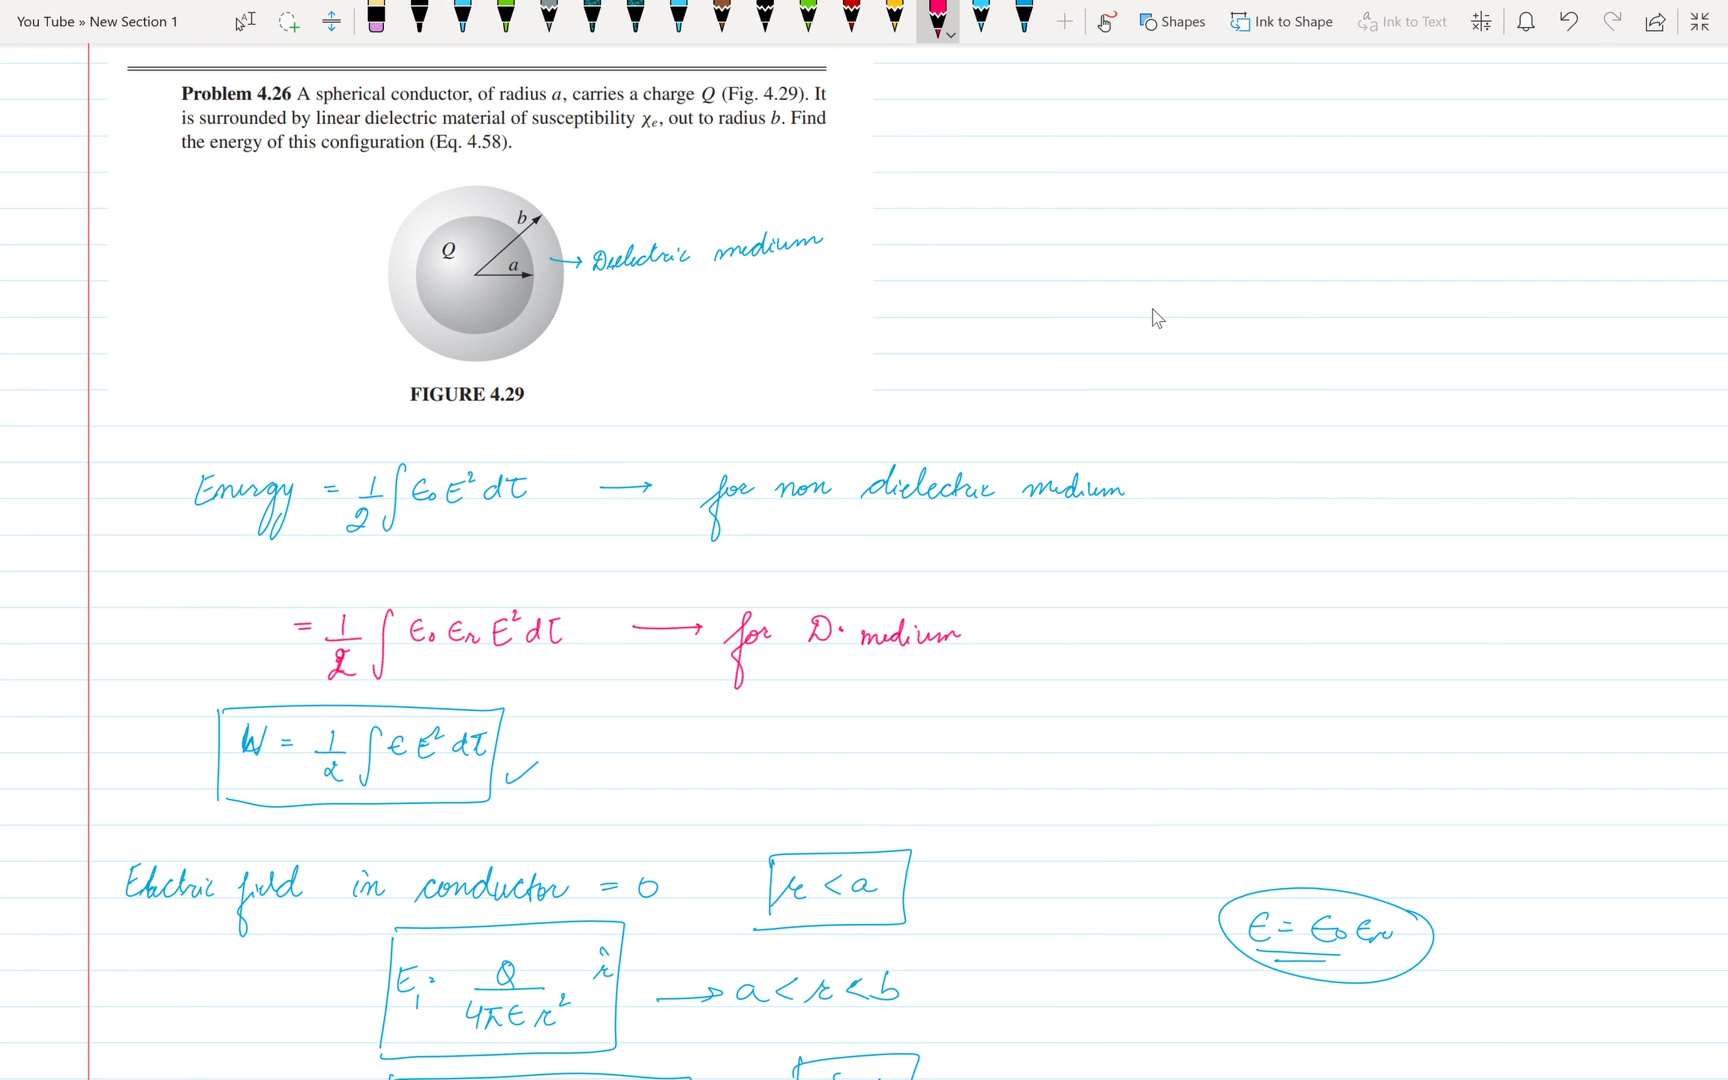 You Tube » New Section 1
Shapes
Ink to Shape
Ink to Text
Problem 4.26 A spherical conductor, of radius a, carries a charge Q (Fig. 4.29). It
is surrounded by linear dielectric material of susceptibility χₑ, out to radius b. Find
the energy of this configuration (Eq. 4.58).
b
Q
a
→ Dielectric medium
FIGURE 4.29
Energy = 1/2 ∫ ϵ₀ E² dτ → for non dielectric medium
= 1/2 ∫ ϵ₀ ϵᵣ E² dτ → for D. medium
W = 1/2 ∫ ϵ E² dτ ✓
Electric field in conductor = 0 r < a
ϵ = ϵ₀ ϵᵣ
E₁ = Q / 4πϵ r² r̂ → a < r < b